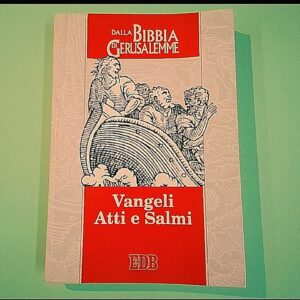 DALLA BIBBIA
DI GERUSALEMME
Vangeli
Atti e Salmi
EDB